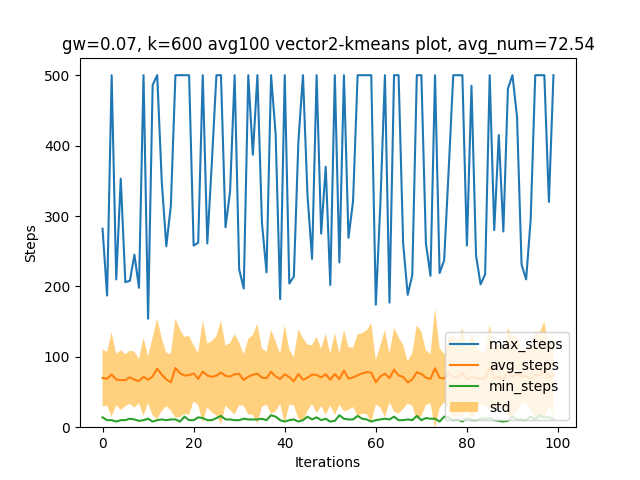 gw=0.07, k=600 avg100 vector2-kmeans plot, avg_num=72.54
500
400
300
200
100
0
Steps
0 20 40 60 80 100
Iterations
max_steps
avg_steps
min_steps
std